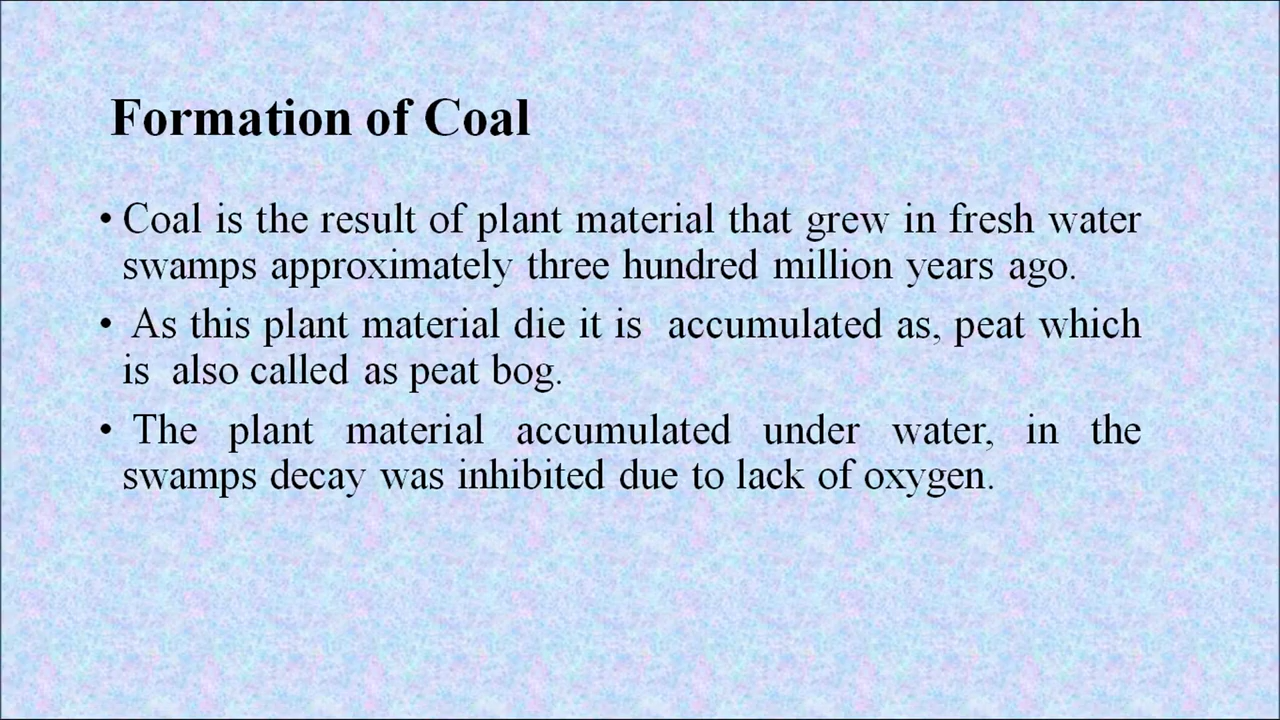 Formation of Coal
• Coal is the result of plant material that grew in fresh water
swamps approximately three hundred million years ago.
• As this plant material die it is  accumulated as, peat which
is  also called as peat bog.
• The plant material accumulated under water, in the
swamps decay was inhibited due to lack of oxygen.